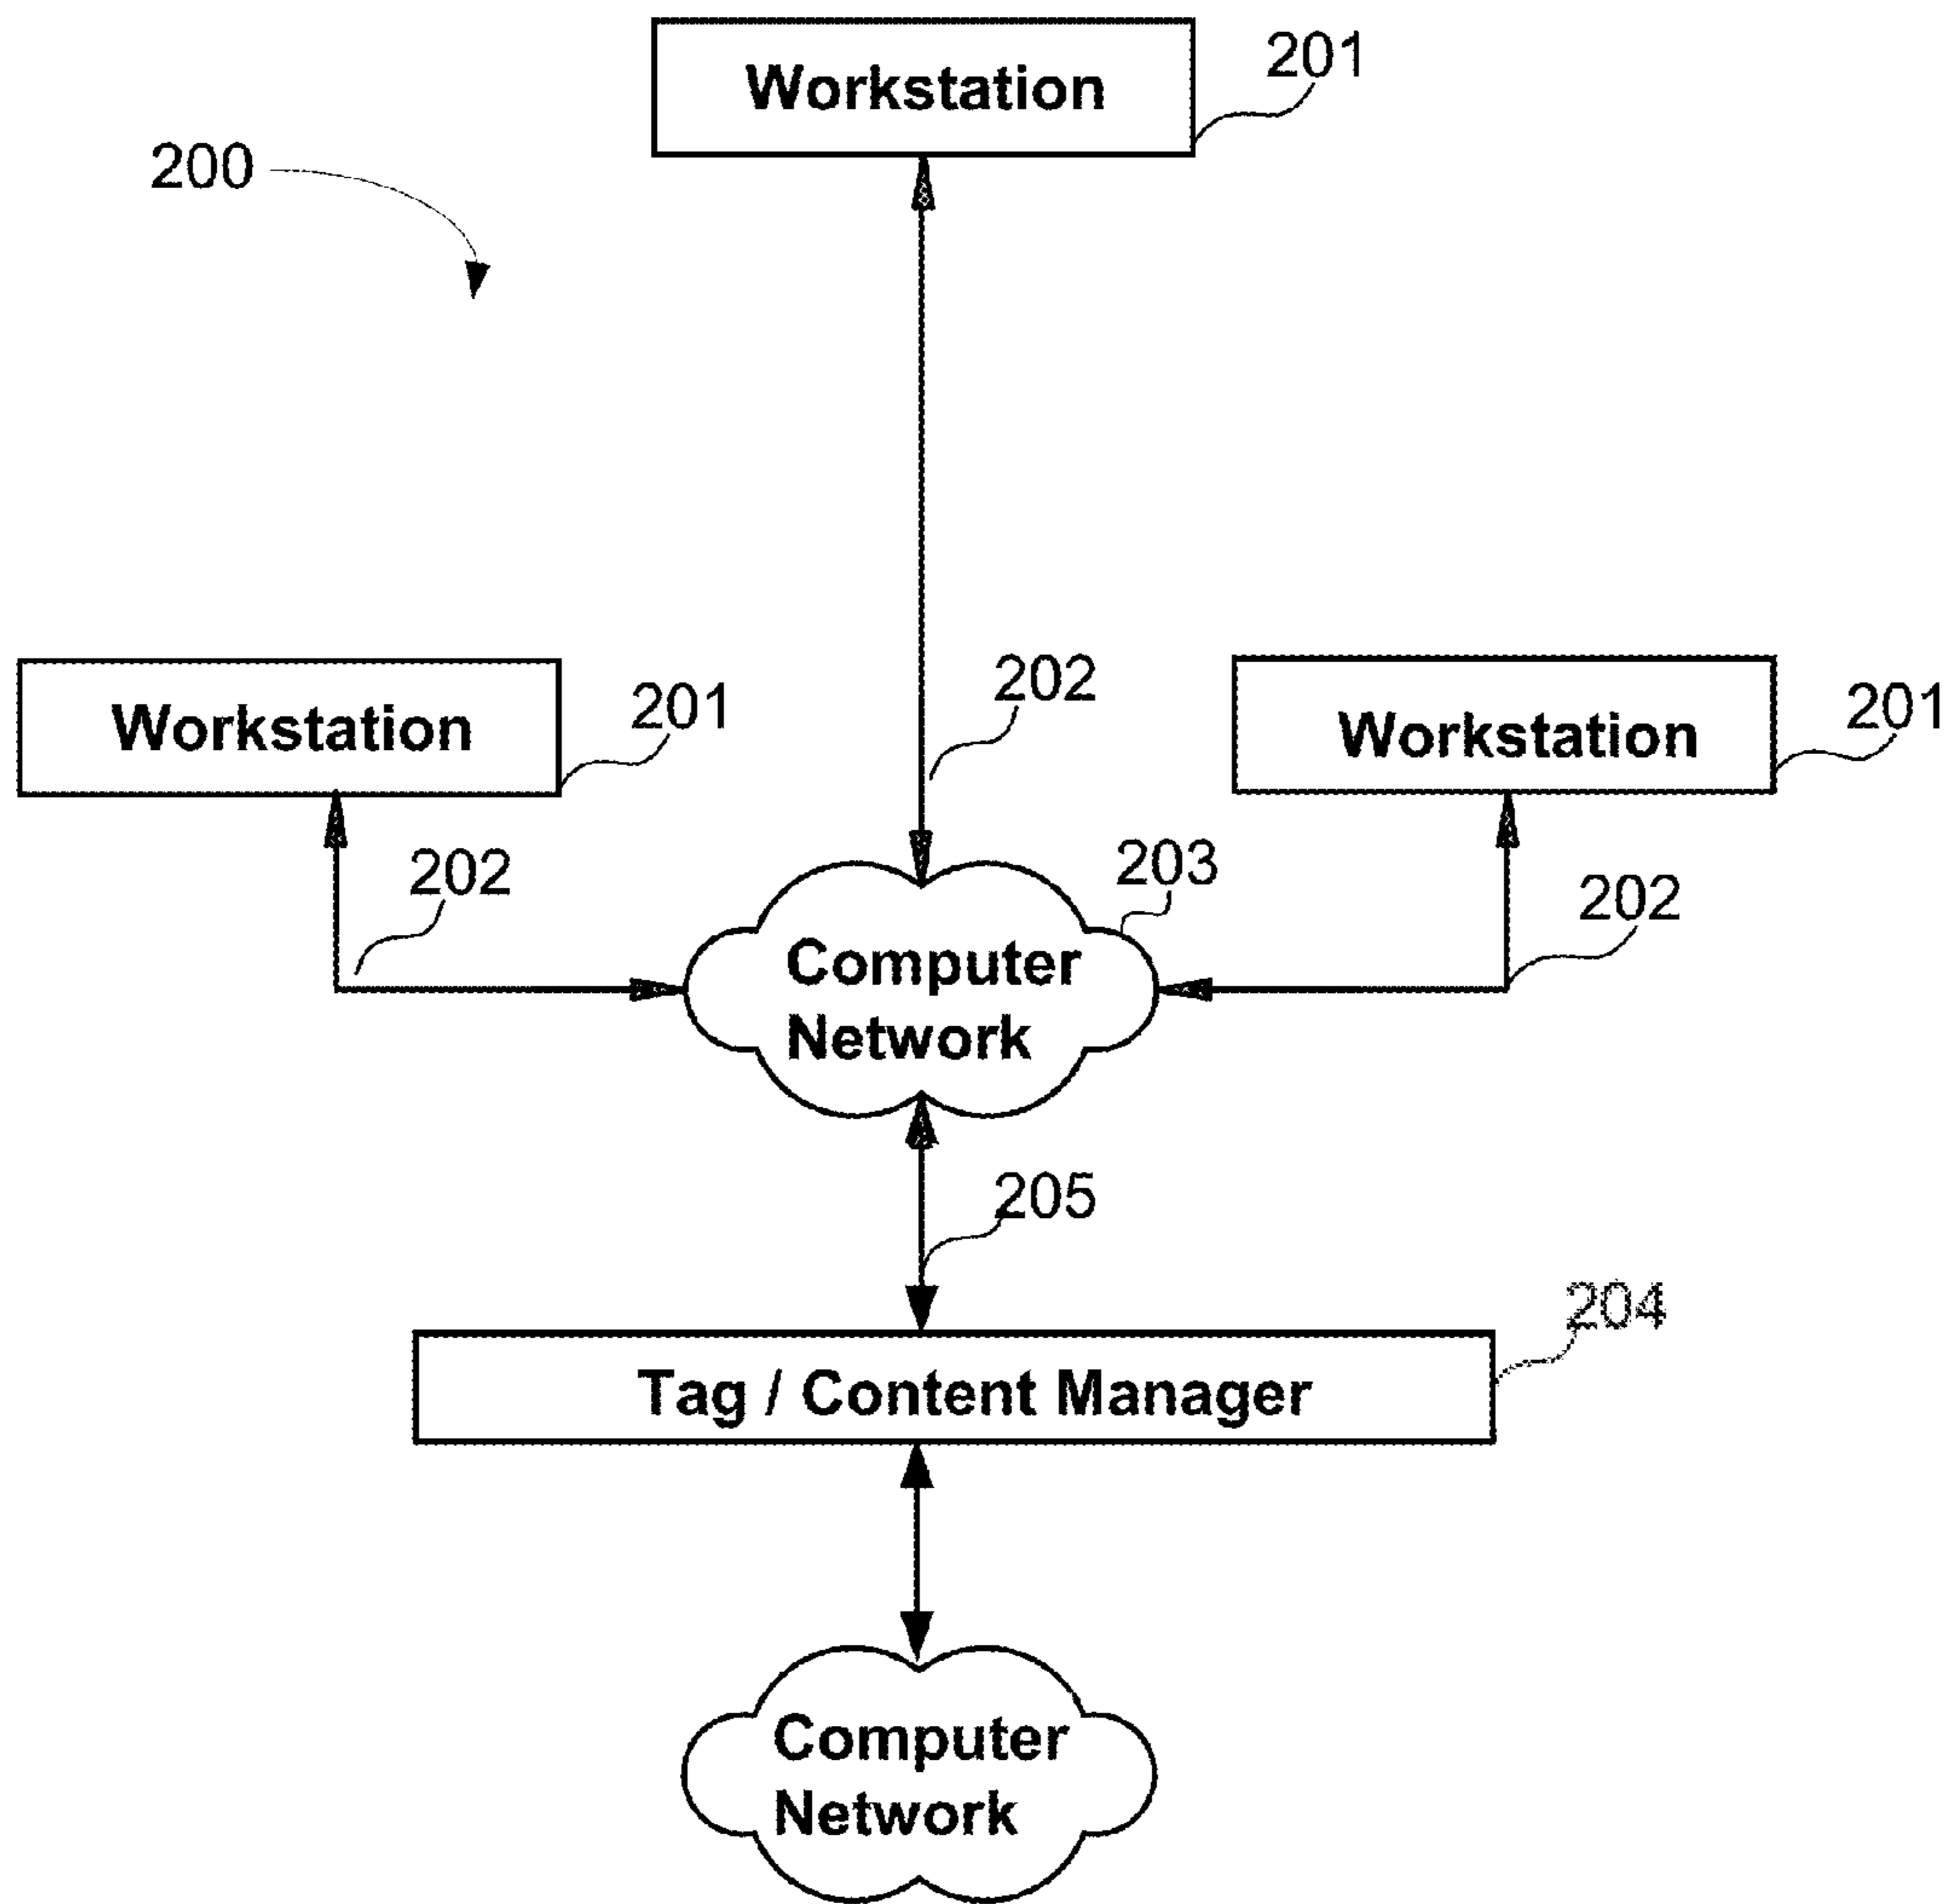 Workstation
201
200
Workstation
201
202
Workstation
201
202
203
202
Computer
Network
205
204
Tag / Content Manager
Computer
Network